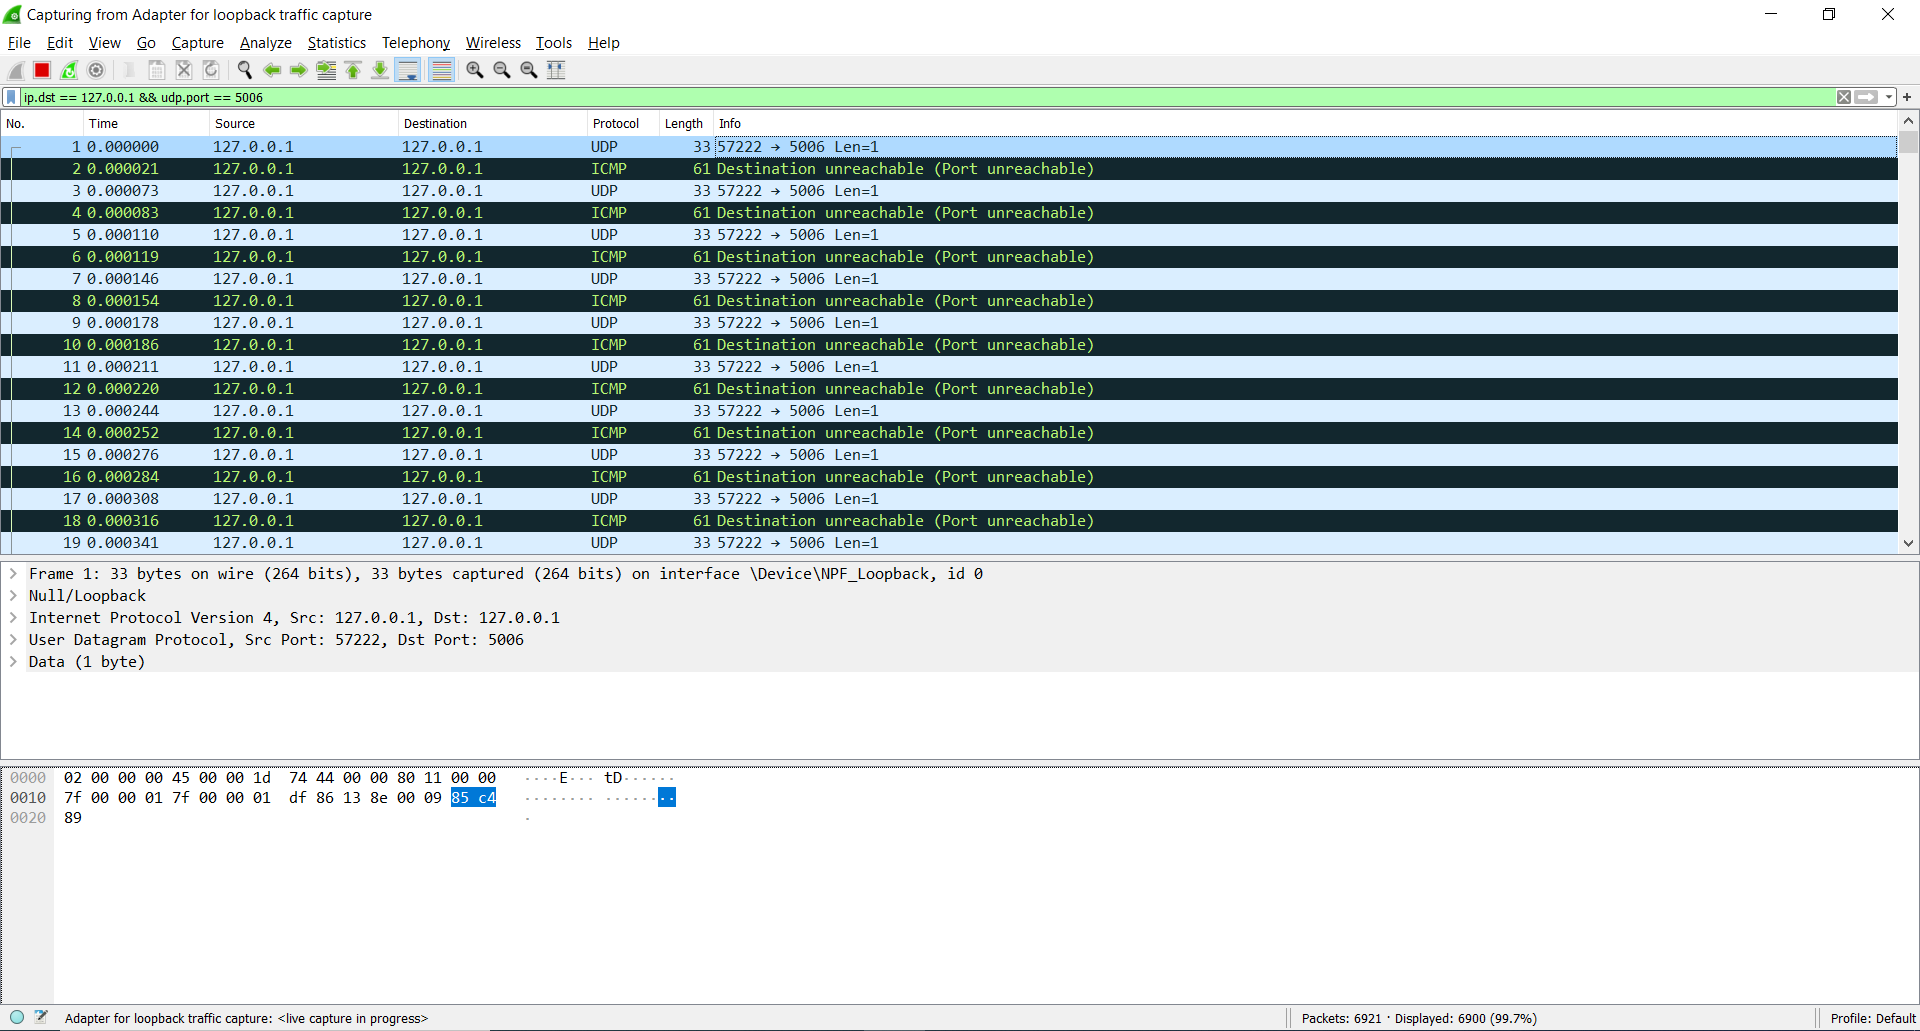 Capturing from Adapter for loopback traffic capture
File Edit View Go Capture Analyze Statistics Telephony Wireless Tools Help
ip.dst == 127.0.0.1 && udp.port == 5006
No. Time Source Destination Protocol Length Info
1 0.000000 127.0.0.1 127.0.0.1 UDP 33 57222 → 5006 Len=1
2 0.000021 127.0.0.1 127.0.0.1 ICMP 61 Destination unreachable (Port unreachable)
3 0.000073 127.0.0.1 127.0.0.1 UDP 33 57222 → 5006 Len=1
4 0.000083 127.0.0.1 127.0.0.1 ICMP 61 Destination unreachable (Port unreachable)
5 0.000110 127.0.0.1 127.0.0.1 UDP 33 57222 → 5006 Len=1
6 0.000119 127.0.0.1 127.0.0.1 ICMP 61 Destination unreachable (Port unreachable)
7 0.000146 127.0.0.1 127.0.0.1 UDP 33 57222 → 5006 Len=1
8 0.000154 127.0.0.1 127.0.0.1 ICMP 61 Destination unreachable (Port unreachable)
9 0.000178 127.0.0.1 127.0.0.1 UDP 33 57222 → 5006 Len=1
10 0.000186 127.0.0.1 127.0.0.1 ICMP 61 Destination unreachable (Port unreachable)
11 0.000211 127.0.0.1 127.0.0.1 UDP 33 57222 → 5006 Len=1
12 0.000220 127.0.0.1 127.0.0.1 ICMP 61 Destination unreachable (Port unreachable)
13 0.000244 127.0.0.1 127.0.0.1 UDP 33 57222 → 5006 Len=1
14 0.000252 127.0.0.1 127.0.0.1 ICMP 61 Destination unreachable (Port unreachable)
15 0.000276 127.0.0.1 127.0.0.1 UDP 33 57222 → 5006 Len=1
16 0.000284 127.0.0.1 127.0.0.1 ICMP 61 Destination unreachable (Port unreachable)
17 0.000308 127.0.0.1 127.0.0.1 UDP 33 57222 → 5006 Len=1
18 0.000316 127.0.0.1 127.0.0.1 ICMP 61 Destination unreachable (Port unreachable)
19 0.000341 127.0.0.1 127.0.0.1 UDP 33 57222 → 5006 Len=1
Frame 1: 33 bytes on wire (264 bits), 33 bytes captured (264 bits) on interface \Device\NPF_Loopback, id 0
Null/Loopback
Internet Protocol Version 4, Src: 127.0.0.1, Dst: 127.0.0.1
User Datagram Protocol, Src Port: 57222, Dst Port: 5006
Data (1 byte)
0000 02 00 00 00 45 00 00 1d 74 44 00 00 80 11 00 00 ····E··· tD······
0010 7f 00 00 01 7f 00 00 01 df 86 13 8e 00 09 85 c4 ········ ········
0020 89 ·
Adapter for loopback traffic capture: <live capture in progress> Packets: 6921 · Displayed: 6900 (99.7%) Profile: Default